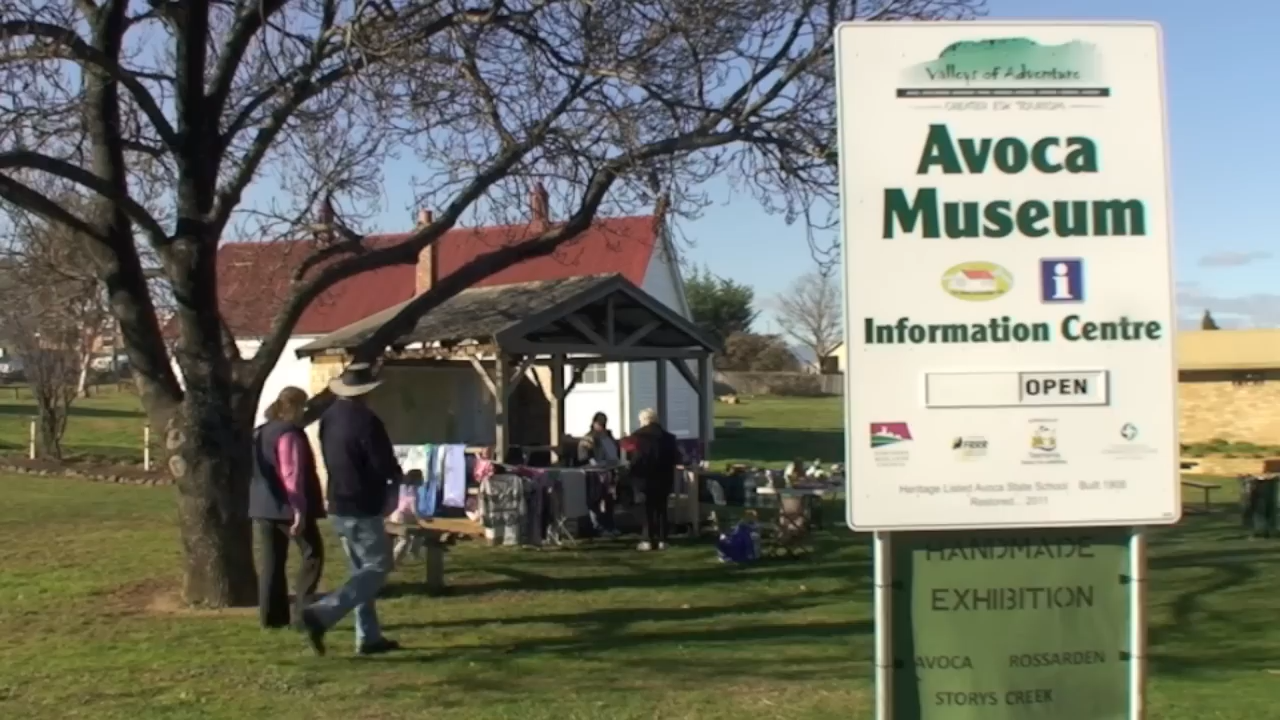 Valleys of Adventure
Avoca
Museum
i
Information Centre
OPEN
Tasmania
Heritage Listed Avoca State School Built 1908
Restored... 2011
HANDMADE
EXHIBITION
AVOCA ROSSARDEN
STORYS CREEK